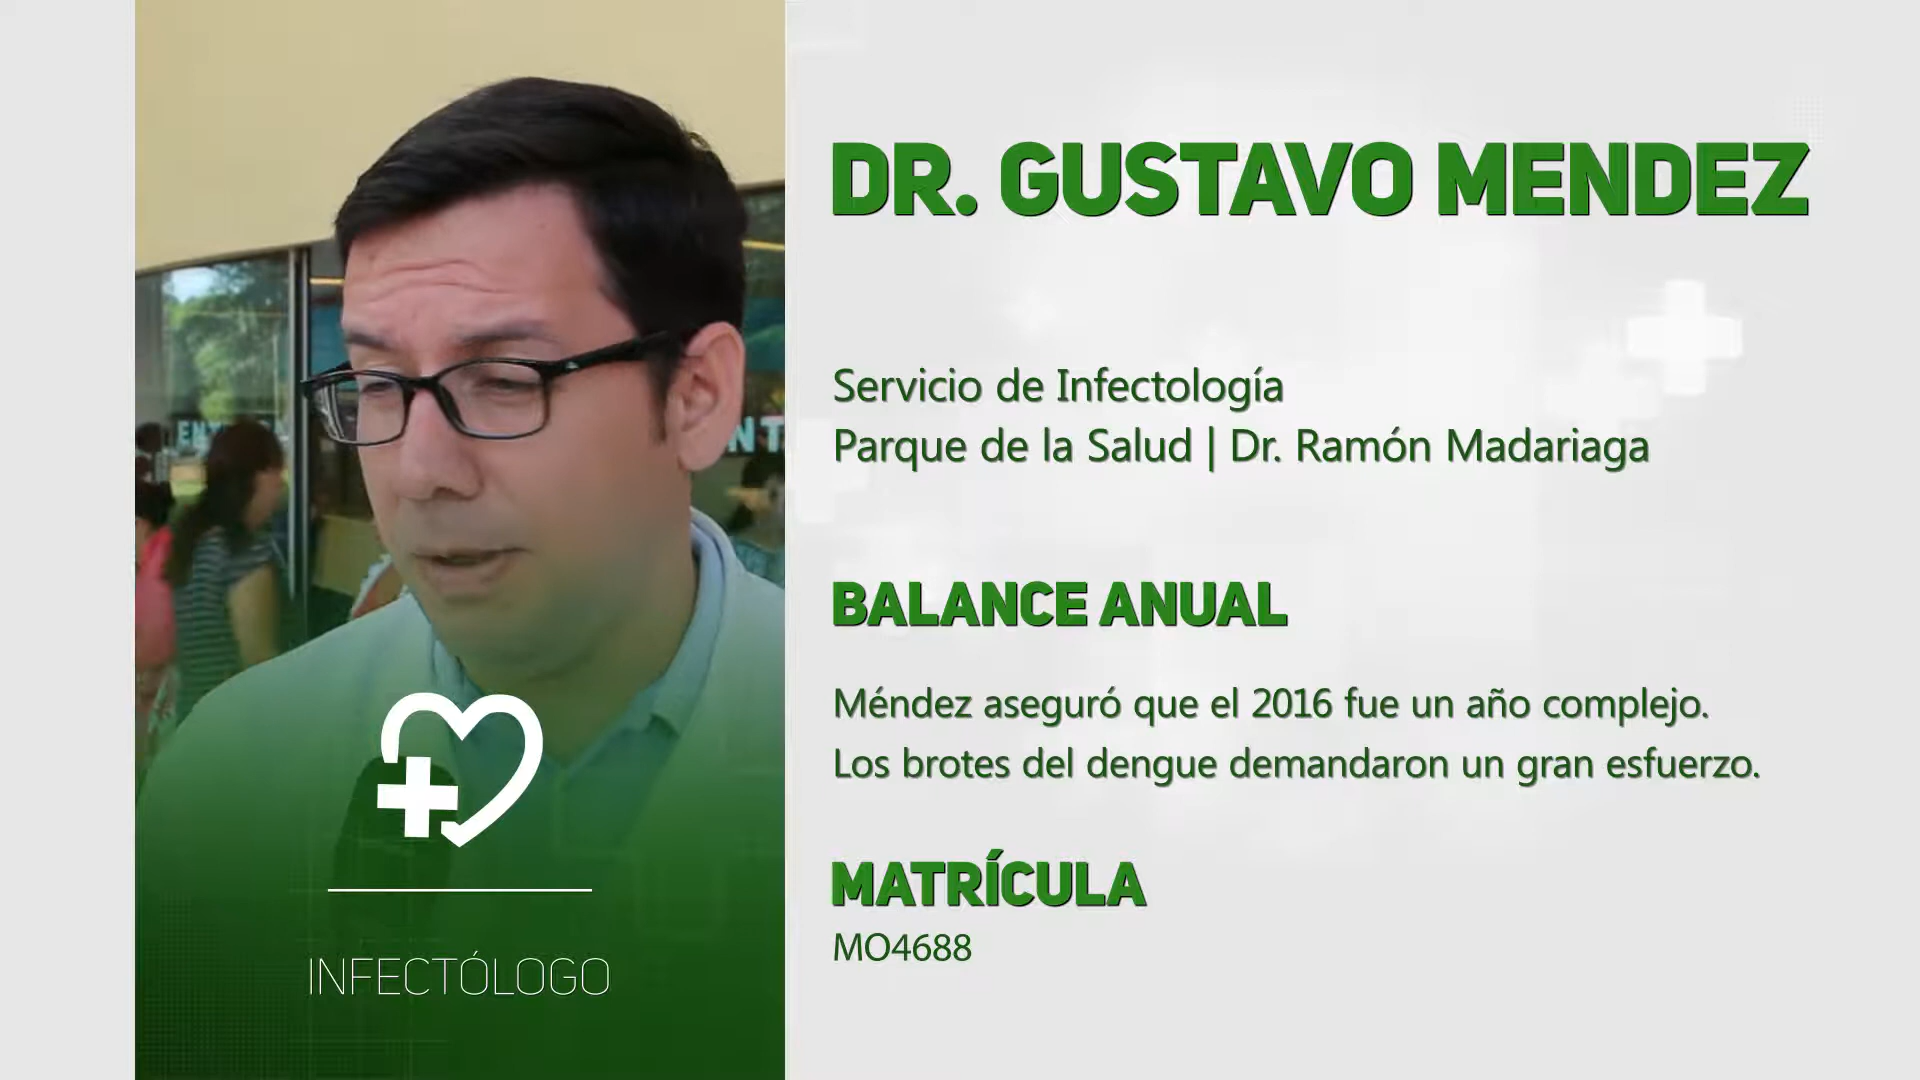 DR. GUSTAVO MENDEZ
Servicio de Infectología
Parque de la Salud | Dr. Ramón Madariaga
BALANCE ANUAL
Méndez aseguró que el 2016 fue un año complejo.
Los brotes del dengue demandaron un gran esfuerzo.
MATRÍCULA
MO4688
INFECTÓLOGO